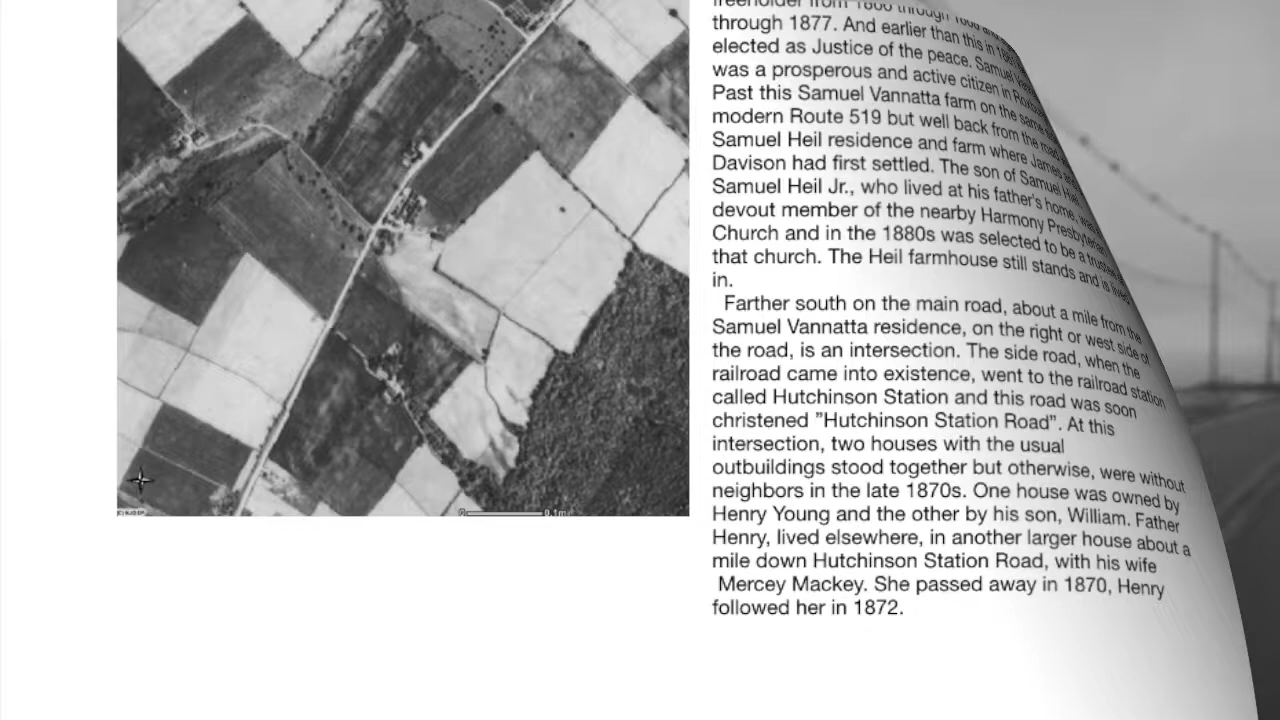 through 1877. And earlier than this in
elected as Justice of the peace. Samuel
was a prosperous and active citizen in
Past this Samuel Vannatta farm on the same
modern Route 519 but well back from the road
Samuel Heil residence and farm where James
Davison had first settled. The son of Samuel Heil
Samuel Heil Jr., who lived at his father's home, was
devout member of the nearby Harmony Presbyterian
Church and in the 1880s was selected to be a trustee
that church. The Heil farmhouse still stands and is lived
in.
Farther south on the main road, about a mile from the
Samuel Vannatta residence, on the right or west side of
the road, is an intersection. The side road, when the
railroad came into existence, went to the railroad station
called Hutchinson Station and this road was soon
christened ”Hutchinson Station Road”. At this
intersection, two houses with the usual
outbuildings stood together but otherwise, were without
neighbors in the late 1870s. One house was owned by
Henry Young and the other by his son, William. Father
Henry, lived elsewhere, in another larger house about a
mile down Hutchinson Station Road, with his wife
Mercey Mackey. She passed away in 1870, Henry
followed her in 1872.
0 0.1mi